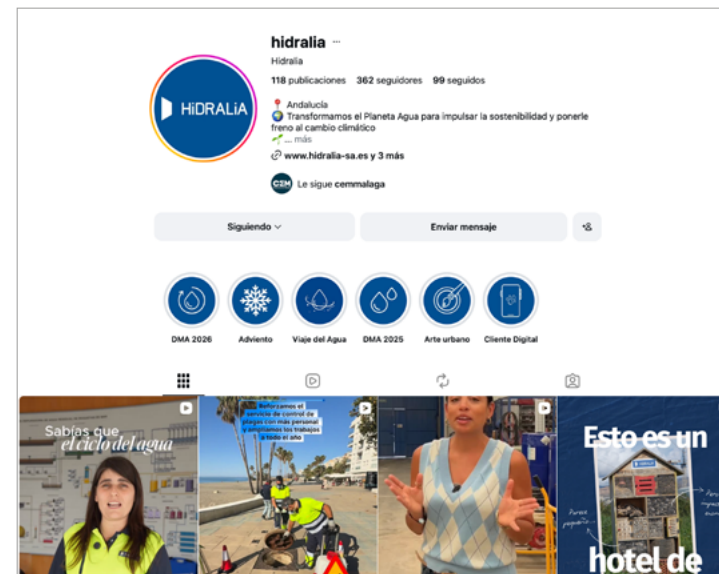 hidralia ...
HiDRALiA
Hidralia
118 publicaciones 362 seguidores 99 seguidos
Andalucía
Transformamos el Planeta Agua para impulsar la sostenibilidad y ponerle
freno al cambio climático
... más
www.hidralia-sa.es y 3 más
CEM
Le sigue cemmalaga
Siguiendo
Enviar mensaje
DMA 2026
Adviento
Viaje del Agua
DMA 2025
Arte urbano
Cliente Digital
Sabías que
el ciclo del agua
Reforzamos el
servicio de control de
plagas con más personal
y ampliamos los trabajos
a todo el año
Esto es un
Parece
pequeño...
hotel de